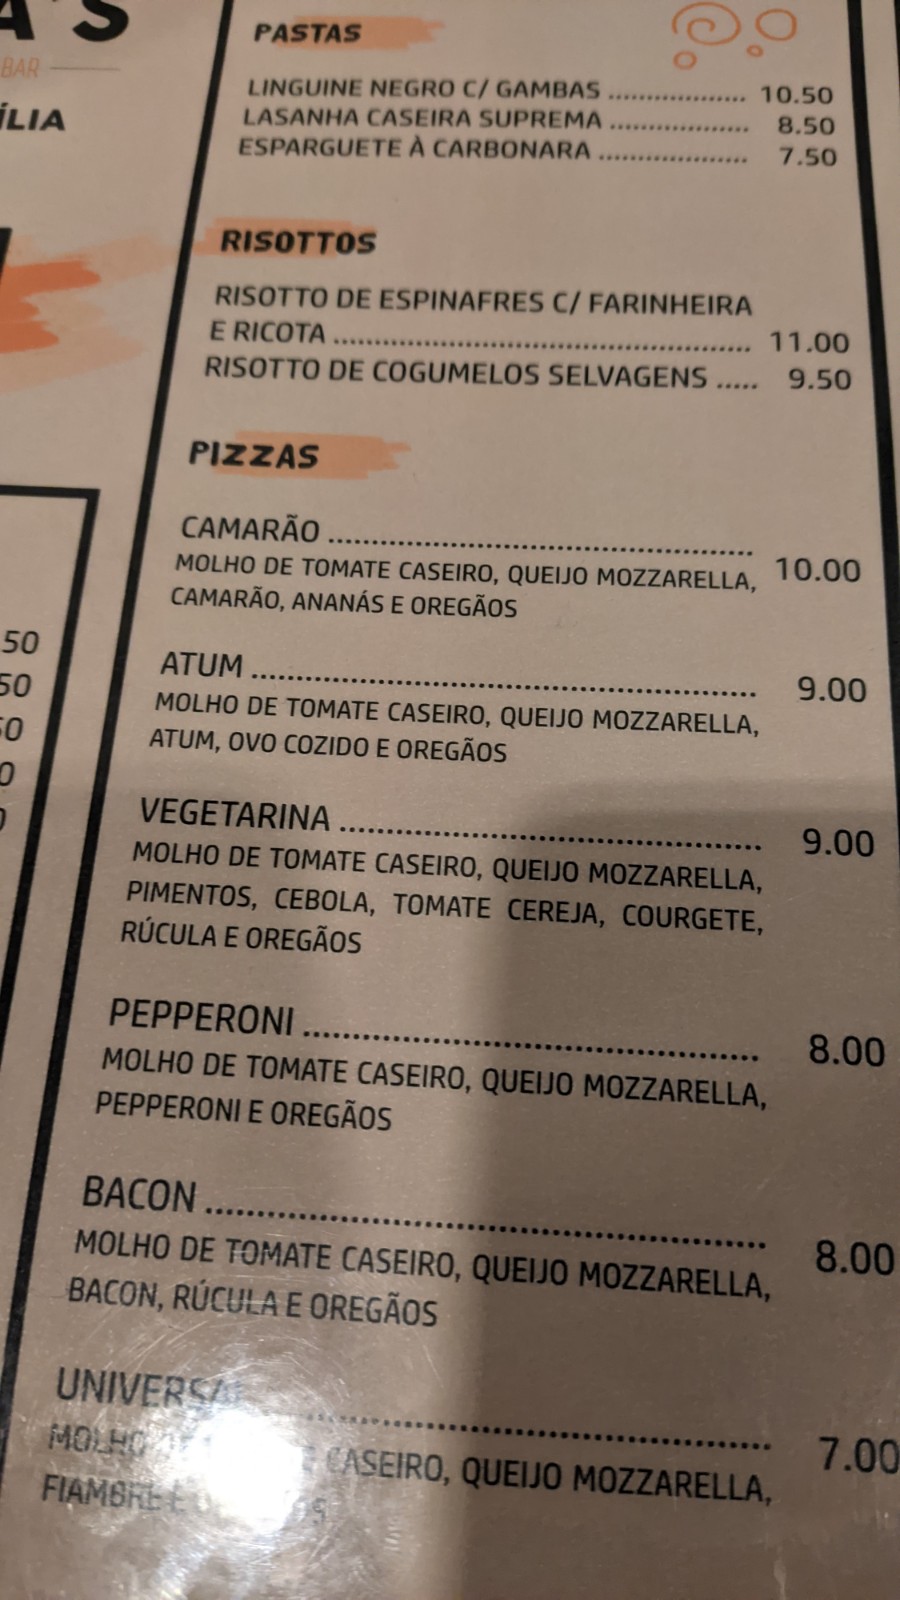 A'S
BAR
ÍLIA
50
50
50
0
PASTAS
LINGUINE NEGRO C/ GAMBAS ..................... 10.50
LASANHA CASEIRA SUPREMA ..................... 8.50
ESPARGUETE À CARBONARA ....................... 7.50
RISOTTOS
RISOTTO DE ESPINAFRES C/ FARINHEIRA
E RICOTA ............................................................ 11.00
RISOTTO DE COGUMELOS SELVAGENS ..... 9.50
PIZZAS
CAMARÃO ............................................................ 10.00
MOLHO DE TOMATE CASEIRO, QUEIJO MOZZARELLA,
CAMARÃO, ANANÁS E OREGÃOS
ATUM ............................................................ 9.00
MOLHO DE TOMATE CASEIRO, QUEIJO MOZZARELLA,
ATUM, OVO COZIDO E OREGÃOS
VEGETARINA ............................................................ 9.00
MOLHO DE TOMATE CASEIRO, QUEIJO MOZZARELLA,
PIMENTOS, CEBOLA, TOMATE CEREJA, COURGETE,
RÚCULA E OREGÃOS
PEPPERONI ............................................................ 8.00
MOLHO DE TOMATE CASEIRO, QUEIJO MOZZARELLA,
PEPPERONI E OREGÃOS
BACON ............................................................ 8.00
MOLHO DE TOMATE CASEIRO, QUEIJO MOZZARELLA,
BACON, RÚCULA E OREGÃOS
UNIVERSAL ............................................................ 7.00
MOLHO CASEIRO, QUEIJO MOZZARELLA,
FIAMBRE E